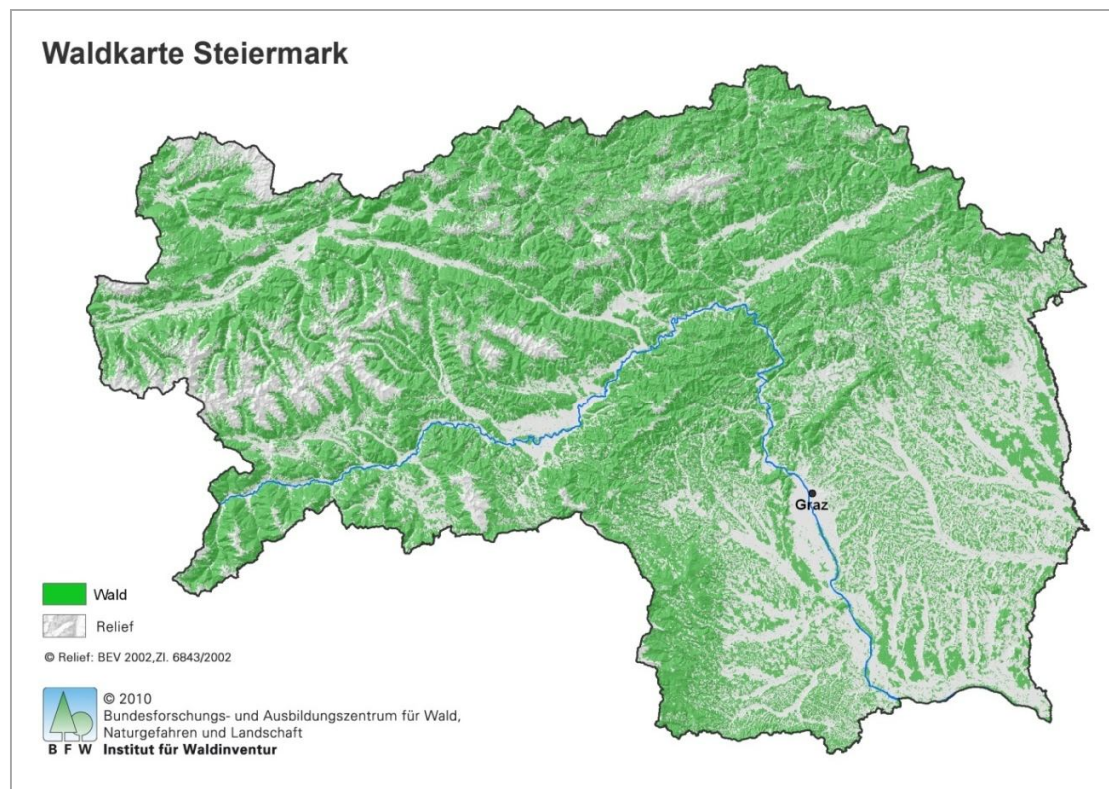 Waldkarte Steiermark
Graz
Wald
Relief
© Relief: BEV 2002,Zl. 6843/2002
© 2010
Bundesforschungs- und Ausbildungszentrum für Wald,
Naturgefahren und Landschaft
B F W Institut für Waldinventur